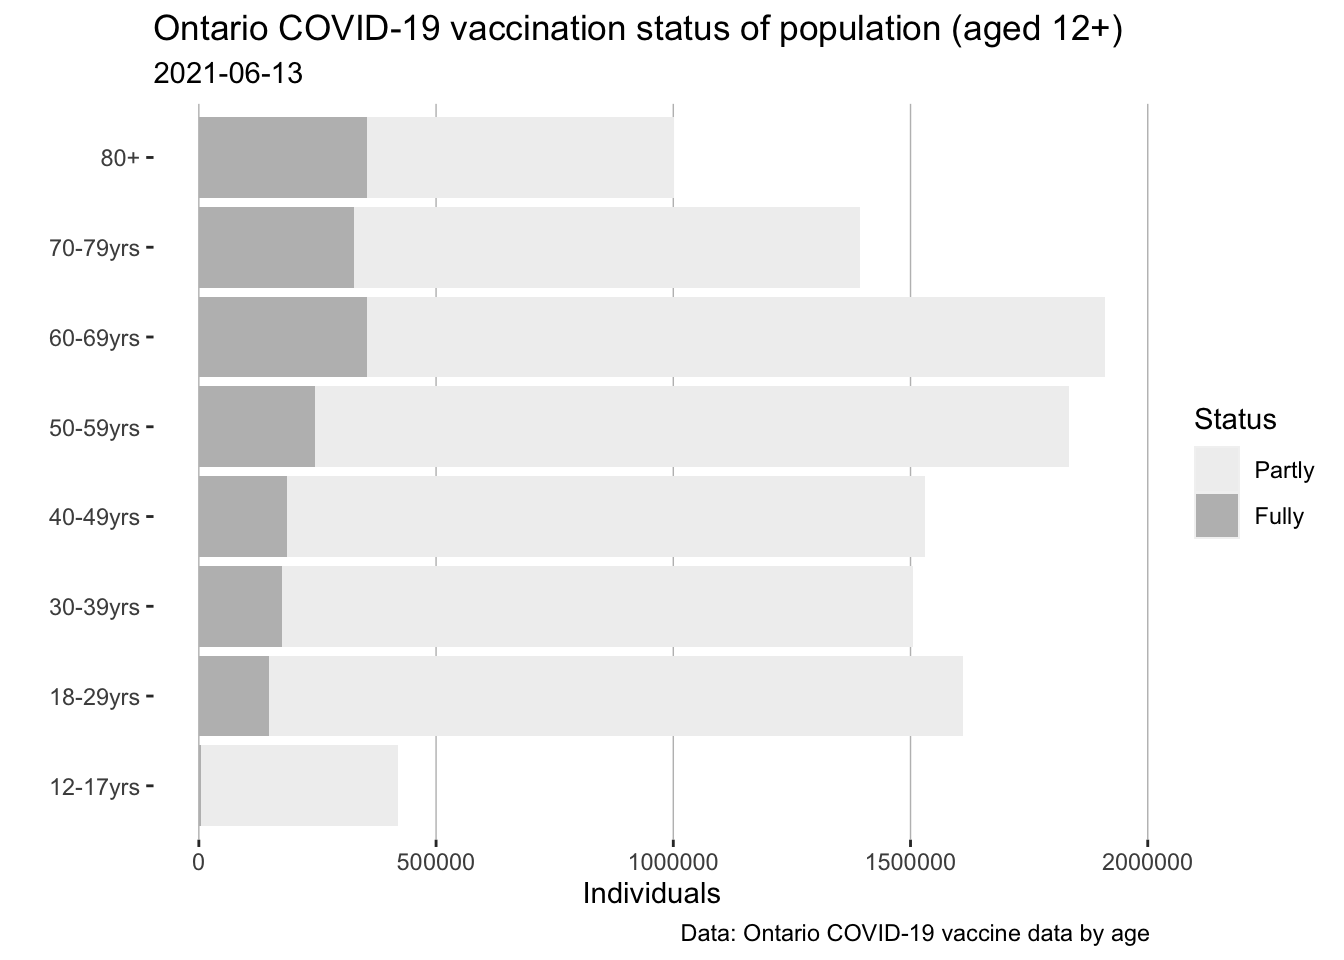 Ontario COVID-19 vaccination status of population (aged 12+)
2021-06-13
80+
70-79yrs
60-69yrs
50-59yrs
40-49yrs
30-39yrs
18-29yrs
12-17yrs
0 500000 1000000 1500000 2000000
Individuals
Status
Partly
Fully
Data: Ontario COVID-19 vaccine data by age